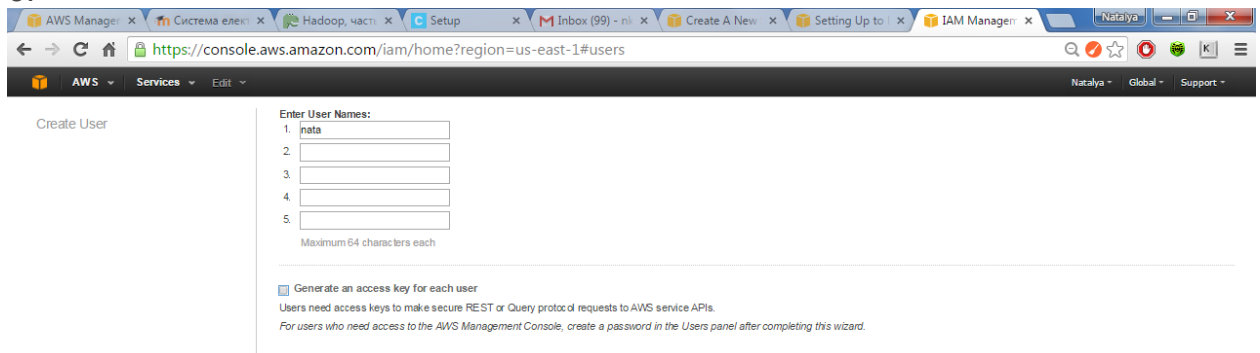 AWS Manager
Система елект
Hadoop, часть
Setup
Inbox (99) - ni
Create A New
Setting Up to
IAM Managem
Natalya
https://console.aws.amazon.com/iam/home?region=us-east-1#users
AWS Services Edit
Natalya Global Support
Create User
Enter User Names:
1. nata
2.
3.
4.
5.
Maximum 64 characters each
Generate an access key for each user
Users need access keys to make secure REST or Query protocol requests to AWS service APIs.
For users who need access to the AWS Management Console, create a password in the Users panel after completing this wizard.